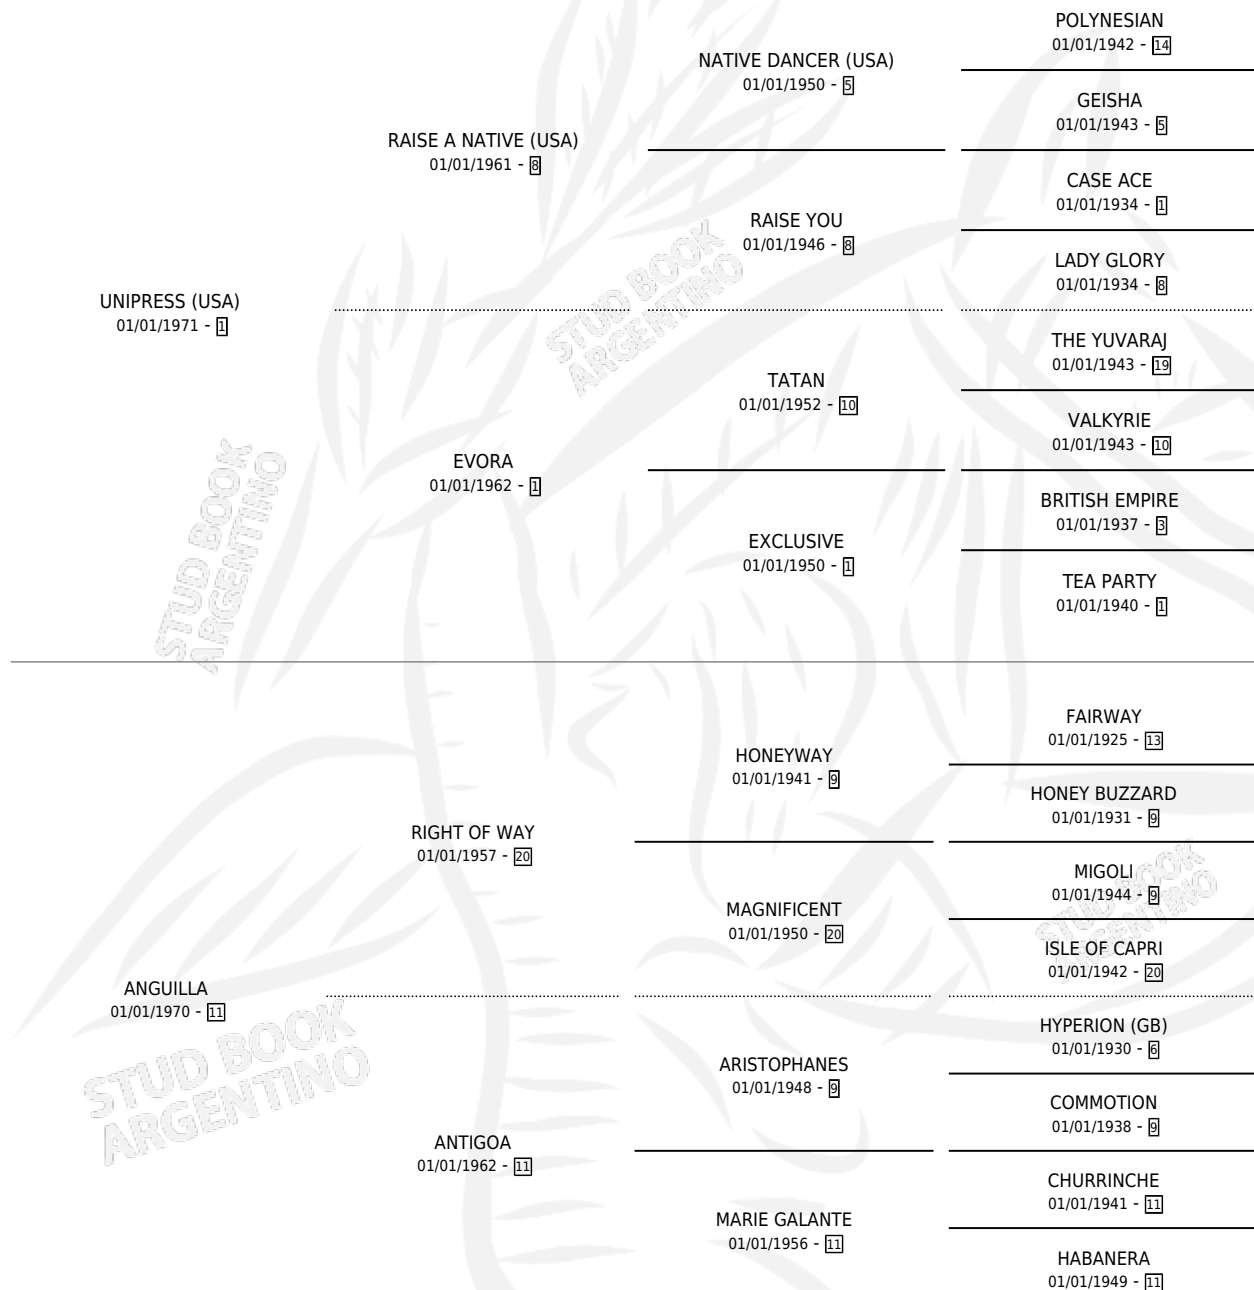 POLYNESIAN
01/01/1942 - 14
NATIVE DANCER (USA)
01/01/1950 - 5
GEISHA
01/01/1943 - 5
RAISE A NATIVE (USA)
01/01/1961 - 8
CASE ACE
01/01/1934 - 1
RAISE YOU
01/01/1946 - 8
LADY GLORY
01/01/1934 - 8
UNIPRESS (USA)
01/01/1971 - 1
THE YUVARAJ
01/01/1943 - 19
TATAN
01/01/1952 - 10
VALKYRIE
01/01/1943 - 10
EVORA
01/01/1962 - 1
BRITISH EMPIRE
01/01/1937 - 3
EXCLUSIVE
01/01/1950 - 1
TEA PARTY
01/01/1940 - 1
FAIRWAY
01/01/1925 - 13
HONEYWAY
01/01/1941 - 9
HONEY BUZZARD
01/01/1931 - 9
RIGHT OF WAY
01/01/1957 - 20
MIGOLI
01/01/1944 - 9
MAGNIFICENT
01/01/1950 - 20
ISLE OF CAPRI
01/01/1942 - 20
ANGUILLA
01/01/1970 - 11
HYPERION (GB)
01/01/1930 - 6
ARISTOPHANES
01/01/1948 - 9
COMMOTION
01/01/1938 - 9
ANTIGOA
01/01/1962 - 11
CHURRINCHE
01/01/1941 - 11
MARIE GALANTE
01/01/1956 - 11
HABANERA
01/01/1949 - 11
STUD BOOK
ARGENTINO
STUD BOOK
ARGENTINO
STUD BOOK
ARGENTINO
STUD BOOK
ARGENTINO